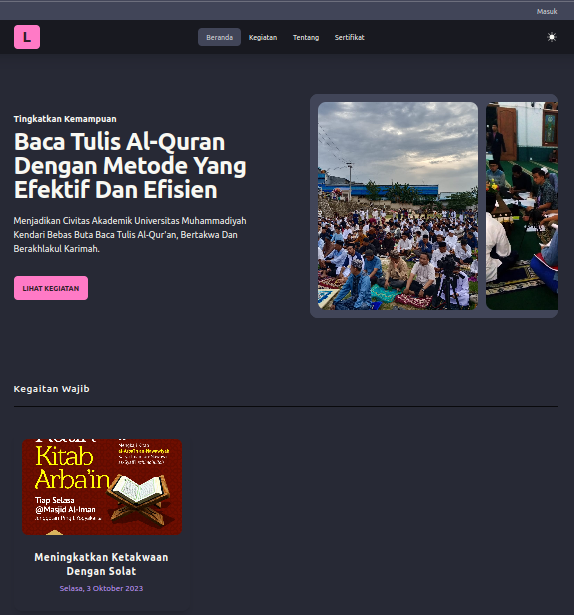 Masuk
L
Beranda Kegiatan Tentang Sertifikat
Tingkatkan Kemampuan
Baca Tulis Al-Quran
Dengan Metode Yang
Efektif Dan Efisien
Menjadikan Civitas Akademik Universitas Muhammadiyah
Kendari Bebas Buta Baca Tulis Al-Qur'an, Bertakwa Dan
Berakhlakul Karimah.
LIHAT KEGIATAN
Kegaitan Wajib
Kitab
Arba'in
Tiap Selasa
@Masjid Al-Iman
Meningkatkan Ketakwaan
Dengan Solat
Selasa, 3 Oktober 2023